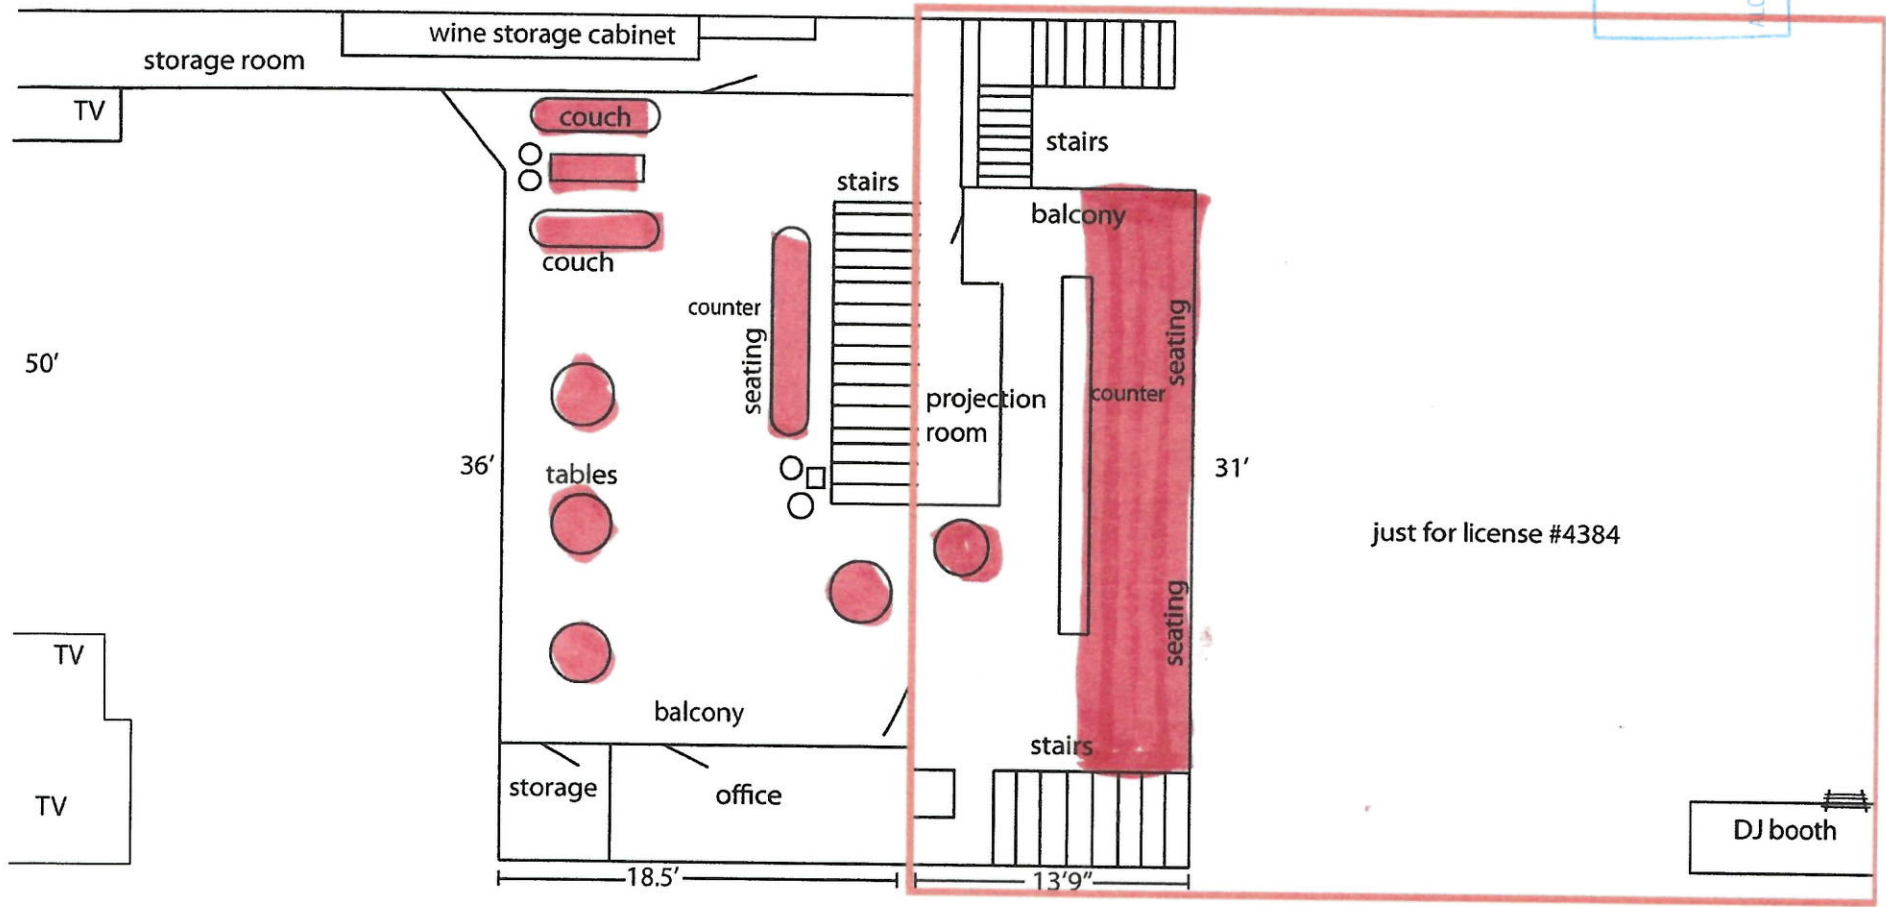 wine storage cabinet
storage room
TV
couch
stairs
stairs
balcony
couch
counter
seating
seating
50'
projection
room
counter
36'
tables
31'
just for license #4384
seating
TV
balcony
stairs
storage
office
TV
DJ booth
18.5'
13'9"